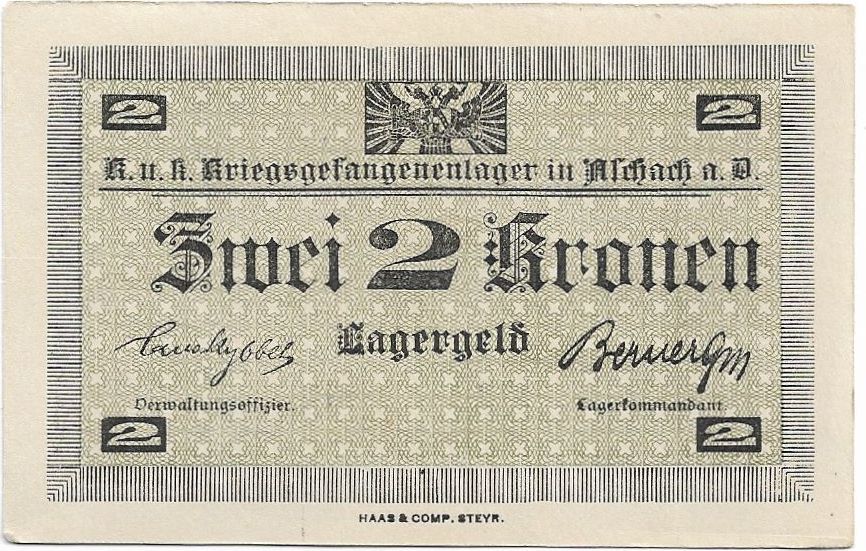 2 2
K. u. k. Kriegsgefangenenlager in Aschach a. D.
Zwei 2 Kronen
Lagergeld
Verwaltungsoffizier. Lagerkommandant.
2 2
HAAS & COMP. STEYR.